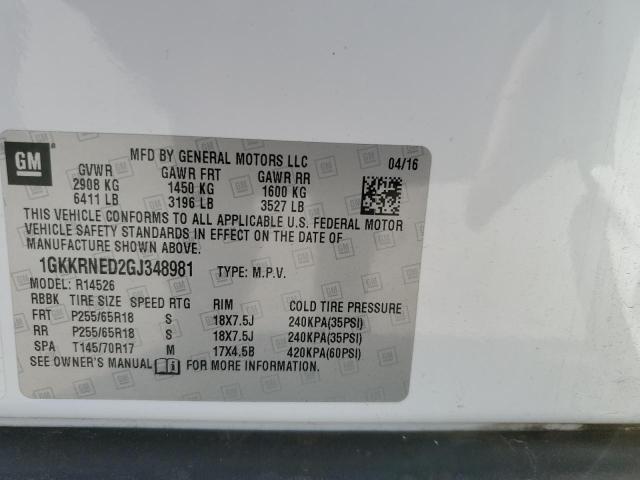 GM
MFD BY GENERAL MOTORS LLC 04/16
GVWR GAWR FRT GAWR RR
2908 KG 1450 KG 1600 KG
6411 LB 3196 LB 3527 LB
THIS VEHICLE CONFORMS TO ALL APPLICABLE U.S. FEDERAL MOTOR
VEHICLE SAFETY STANDARDS IN EFFECT ON THE DATE OF
MANUFACTURE SHOWN ABOVE.
1GKKRNED2GJ348981 TYPE: M.P.V.
MODEL: R14526
RBBK TIRE SIZE SPEED RTG RIM COLD TIRE PRESSURE
FRT P255/65R18 S 18X7.5J 240KPA(35PSI)
RR P255/65R18 S 18X7.5J 240KPA(35PSI)
SPA T145/70R17 M 17X4.5B 420KPA(60PSI)
SEE OWNER'S MANUAL FOR MORE INFORMATION.